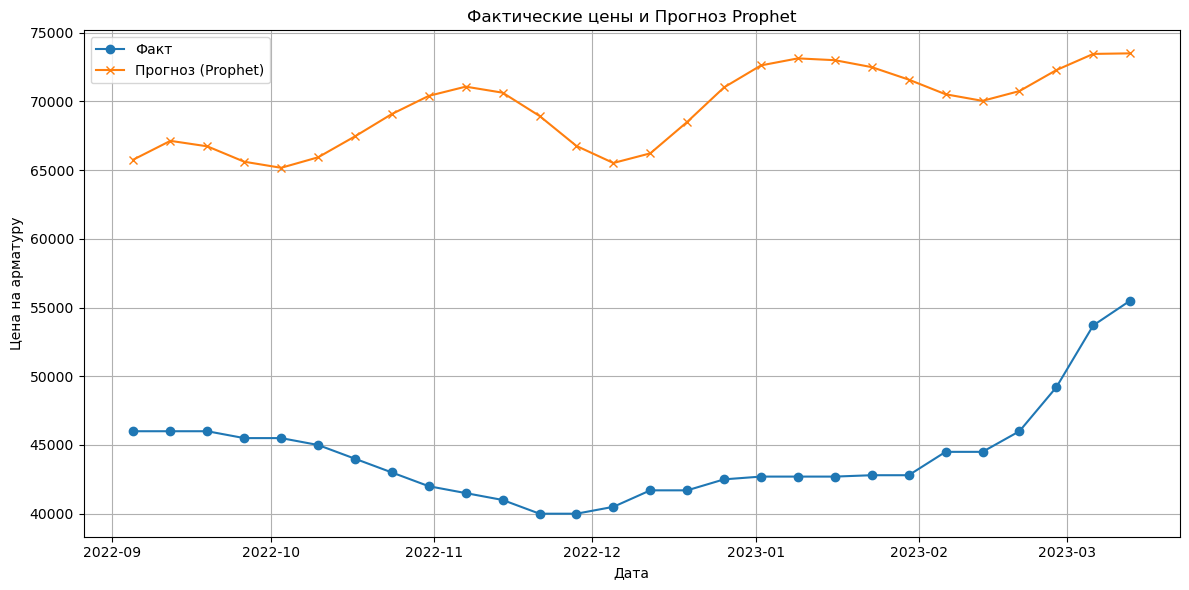 Фактические цены и Прогноз Prophet
Факт
Прогноз (Prophet)
Цена на арматуру
75000
70000
65000
60000
55000
50000
45000
40000
2022-09 2022-10 2022-11 2022-12 2023-01 2023-02 2023-03
Дата